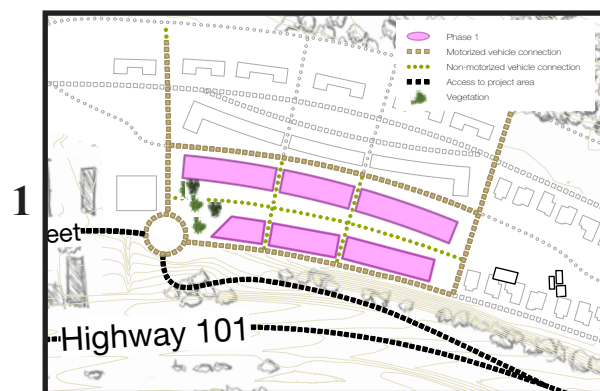 Phase 1
Motorized vehicle connection
Non-motorized vehicle connection
Access to project area
Vegetation
1
eet
Highway 101